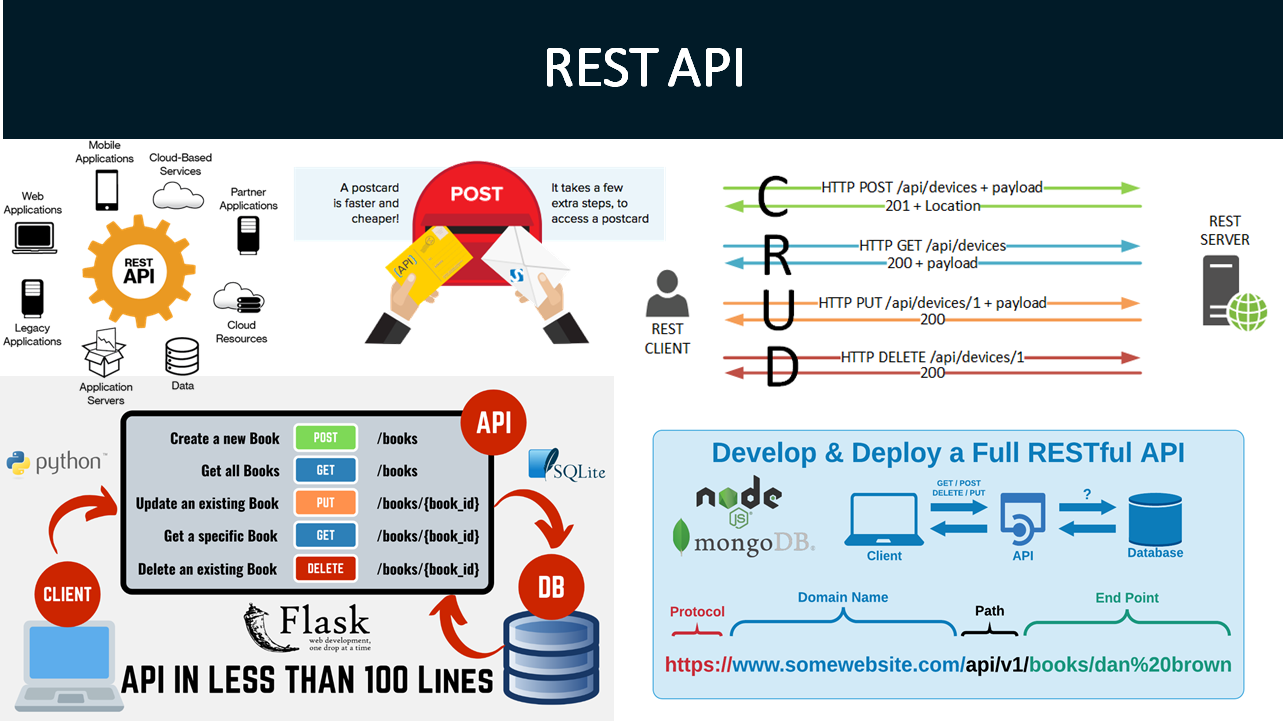 REST API
Mobile
Applications
Cloud-Based
Services
Web
Applications
Partner
Applications
REST
API
Legacy
Applications
Cloud
Resources
Application
Servers
Data
A postcard
is faster and
cheaper!
POST
It takes a few
extra steps, to
access a postcard
[API]
C
HTTP POST /api/devices + payload
201 + Location
R
HTTP GET /api/devices
200 + payload
U
HTTP PUT /api/devices/1 + payload
200
D
HTTP DELETE /api/devices/1
200
REST
CLIENT
REST
SERVER
API
Create a new Book POST /books
Get all Books GET /books
Update an existing Book PUT /books/{book_id}
Get a specific Book GET /books/{book_id}
Delete an existing Book DELETE /books/{book_id}
python™
SQLite
CLIENT
DB
Flask
web development,
one drop at a time
API IN LESS THAN 100 LINES
Develop & Deploy a Full RESTful API
node
JS
mongoDB®
GET / POST
DELETE / PUT
?
Client
API
Database
Protocol
Domain Name
Path
End Point
https://www.somewebsite.com/api/v1/books/dan%20brown